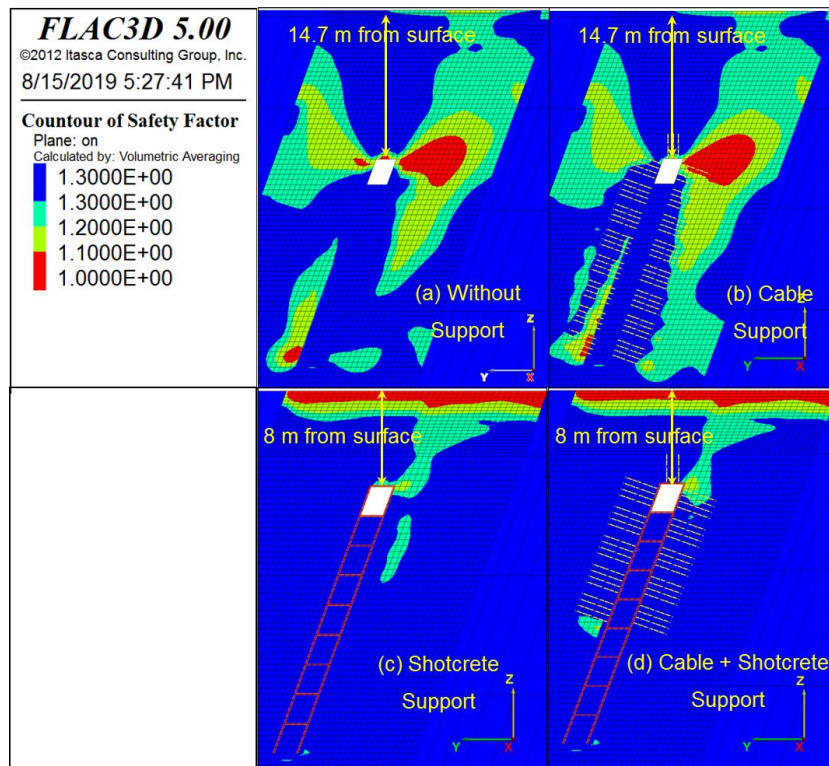 FLAC3D 5.00
©2012 Itasca Consulting Group, Inc.
8/15/2019 5:27:41 PM
Countour of Safety Factor
Plane: on
Calculated by: Volumetric Averaging
1.3000E+00
1.3000E+00
1.2000E+00
1.1000E+00
1.0000E+00
14.7 m from surface
(a) Without
Support
Z
Y
X
14.7 m from surface
(b) Cable
Support
Z
Y
X
8 m from surface
(c) Shotcrete
Support
Z
Y
X
8 m from surface
(d) Cable + Shotcrete
Support
Z
Y
X